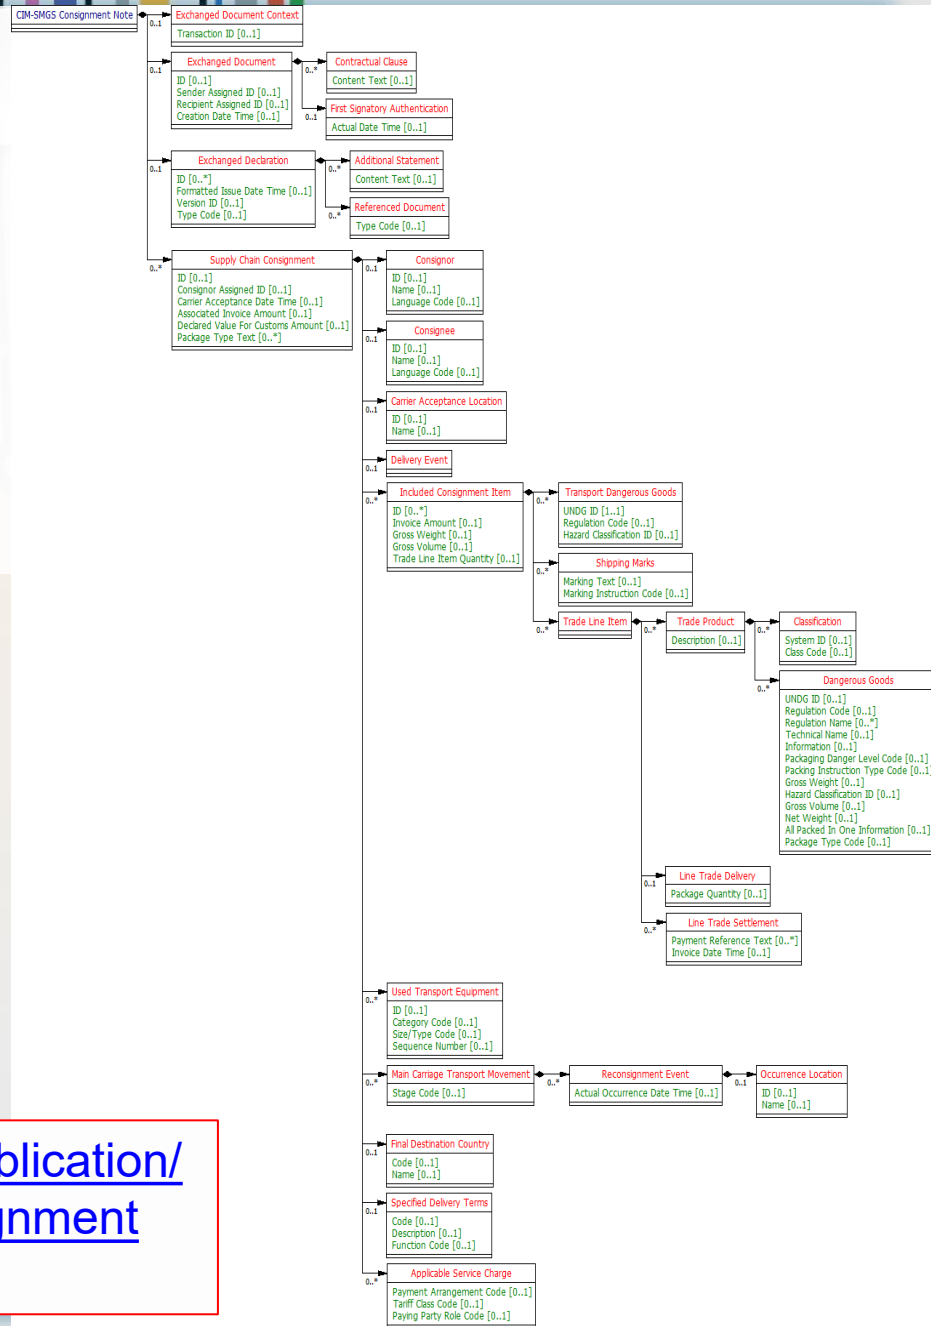 CIM-SMGS Consignment Note
0..1
Exchanged Document Context
Transaction ID [0..1]
0..1
Exchanged Document
ID [0..1]
Sender Assigned ID [0..1]
Recipient Assigned ID [0..1]
Creation Date Time [0..1]
0..*
Contractual Clause
Content Text [0..1]
0..1
First Signatory Authentication
Actual Date Time [0..1]
0..1
Exchanged Declaration
ID [0..*]
Formatted Issue Date Time [0..1]
Version ID [0..1]
Type Code [0..1]
0..*
Additional Statement
Content Text [0..1]
0..*
Referenced Document
Type Code [0..1]
0..*
Supply Chain Consignment
ID [0..1]
Consignor Assigned ID [0..1]
Carrier Acceptance Date Time [0..1]
Associated Invoice Amount [0..1]
Declared Value For Customs Amount [0..1]
Package Type Text [0..*]
0..1
Consignor
ID [0..1]
Name [0..1]
Language Code [0..1]
0..1
Consignee
ID [0..1]
Name [0..1]
Language Code [0..1]
0..1
Carrier Acceptance Location
ID [0..1]
Name [0..1]
0..1
Delivery Event
0..*
Included Consignment Item
ID [0..*]
Invoice Amount [0..1]
Gross Weight [0..1]
Gross Volume [0..1]
Trade Line Item Quantity [0..1]
0..*
Transport Dangerous Goods
UNDG ID [1..1]
Regulation Code [0..1]
Hazard Classification ID [0..1]
0..*
Shipping Marks
Marking Text [0..1]
Marking Instruction Code [0..1]
0..*
Trade Line Item
0..*
Trade Product
Description [0..1]
0..*
Classification
System ID [0..1]
Class Code [0..1]
0..*
Dangerous Goods
UNDG ID [0..1]
Regulation Code [0..1]
Regulation Name [0..*]
Technical Name [0..1]
Information [0..1]
Packaging Danger Level Code [0..1]
Packing Instruction Type Code [0..1]
Gross Weight [0..1]
Hazard Classification ID [0..1]
Gross Volume [0..1]
Net Weight [0..1]
All Packed In One Information [0..1]
Package Type Code [0..1]
0..1
Line Trade Delivery
Package Quantity [0..1]
0..*
Line Trade Settlement
Payment Reference Text [0..*]
Invoice Date Time [0..1]
0..*
Used Transport Equipment
ID [0..1]
Category Code [0..1]
Size/Type Code [0..1]
Sequence Number [0..1]
0..*
Main Carriage Transport Movement
Stage Code [0..1]
0..*
Reconsignment Event
Actual Occurrence Date Time [0..1]
0..1
Occurrence Location
ID [0..1]
Name [0..1]
0..1
Final Destination Country
Code [0..1]
Name [0..1]
0..1
Specified Delivery Terms
Code [0..1]
Description [0..1]
Function Code [0..1]
0..*
Applicable Service Charge
Payment Arrangement Code [0..1]
Tariff Class Code [0..1]
Paying Party Role Code [0..1]
blication/
gnment